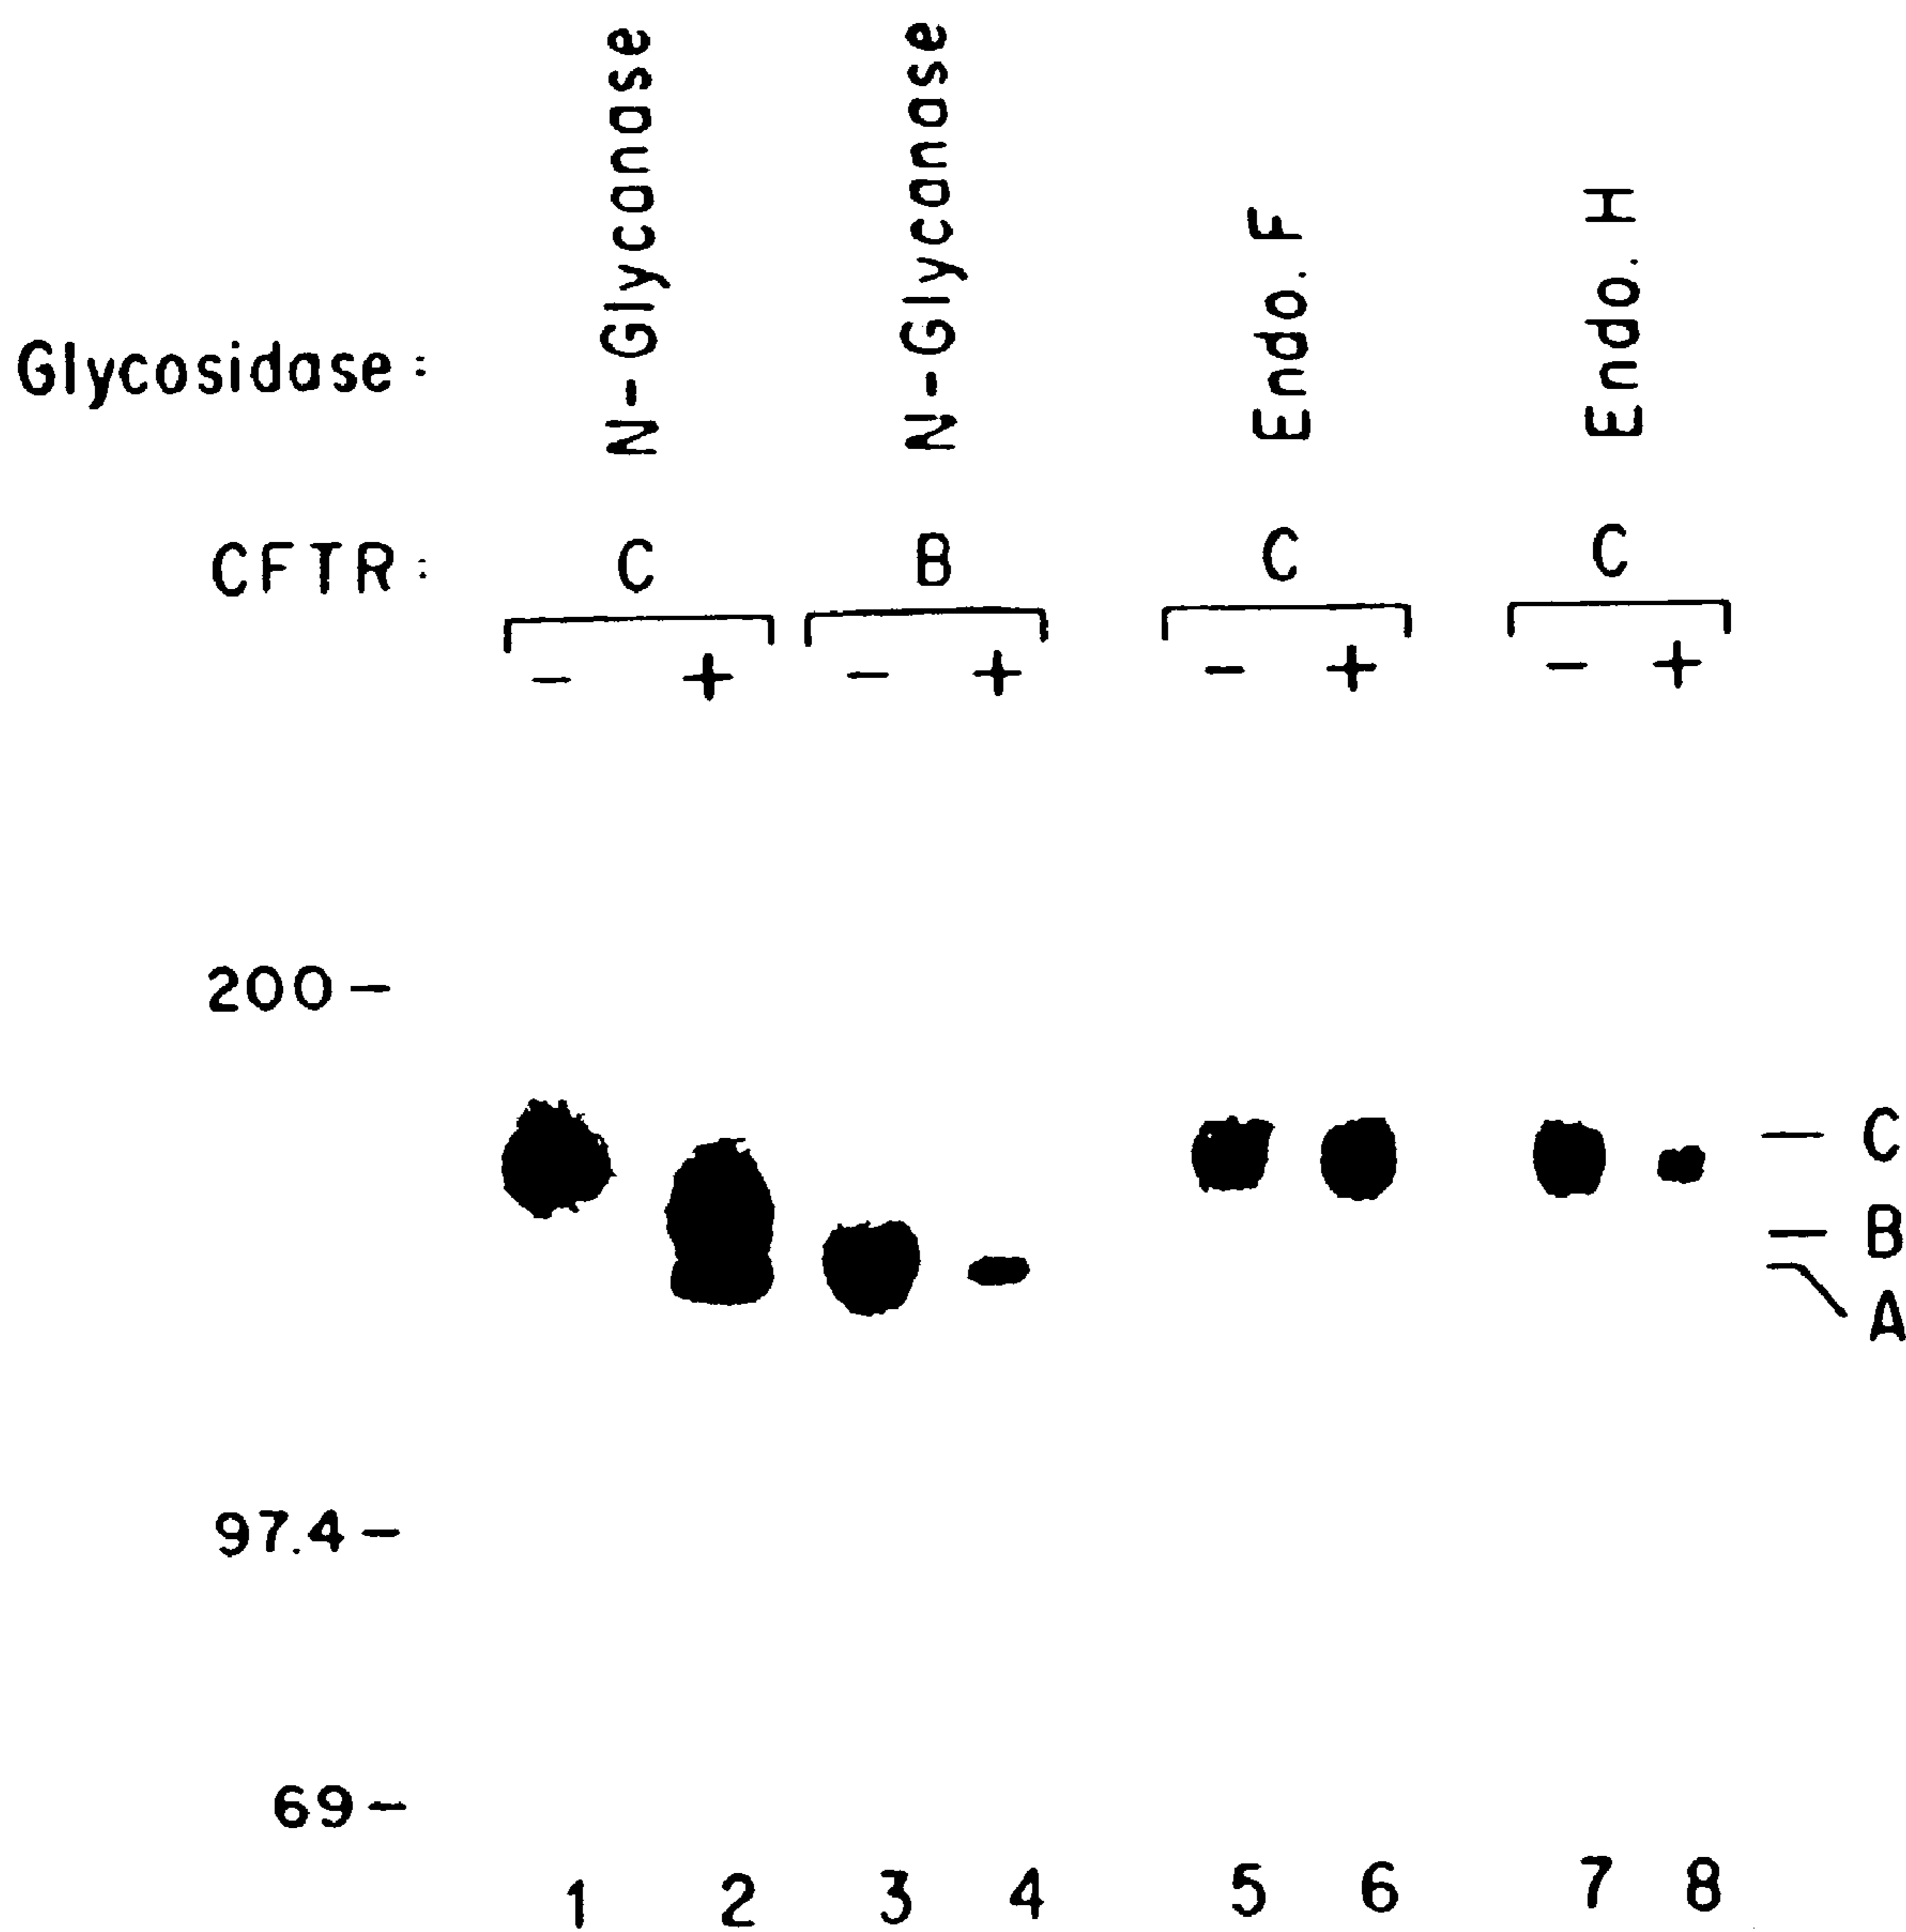 Glycosidase: N-Glycanase N-Glycanase Endo. F Endo. H
CFTR: C B C C
- + - + - + - +
200-
C
B
A
97.4-
69-
1 2 3 4 5 6 7 8